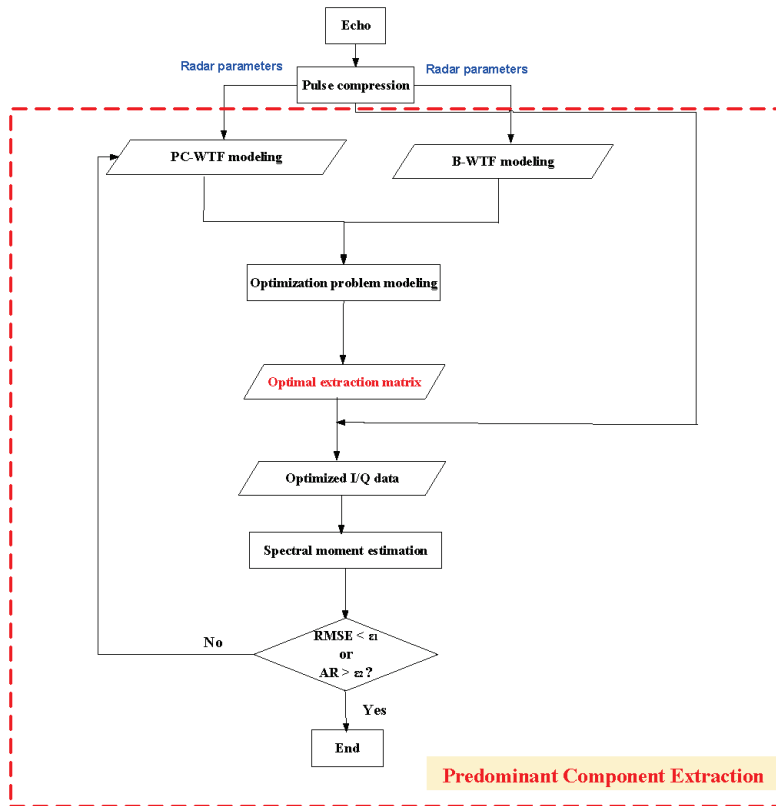 Echo
Radar parameters
Radar parameters
Pulse compression
PC-WTF modeling
B-WTF modeling
Optimization problem modeling
Optimal extraction matrix
Optimized I/Q data
Spectral moment estimation
No
RMSE < ε₁
or
AR > ε₂ ?
Yes
End
Predominant Component Extraction